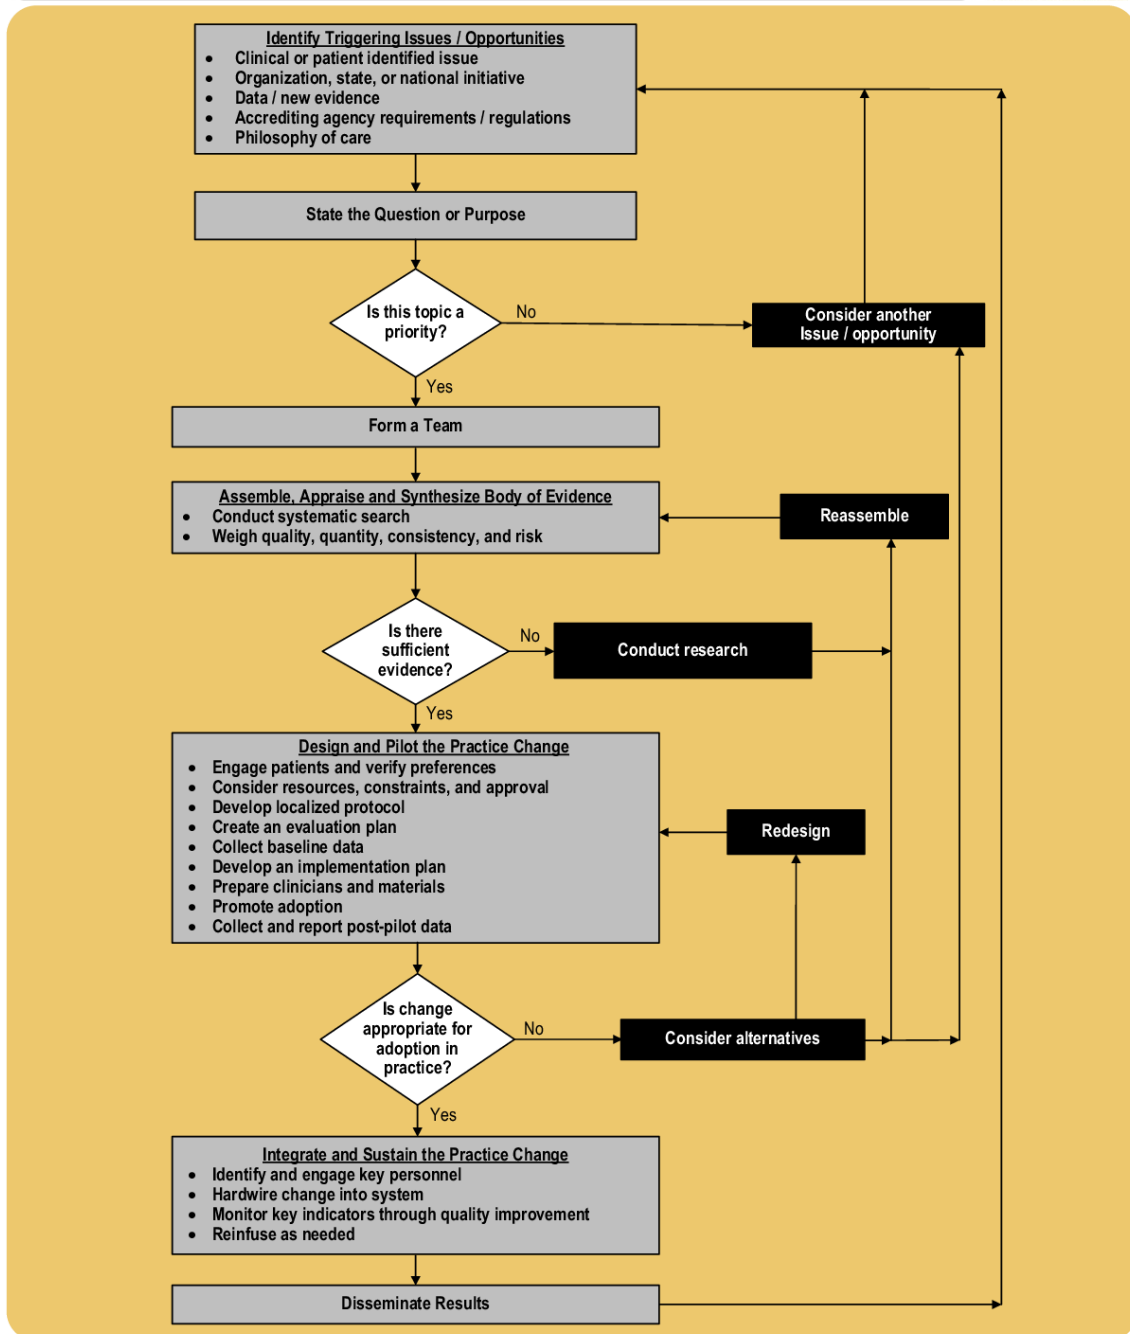 Identify Triggering Issues / Opportunities
• Clinical or patient identified issue
• Organization, state, or national initiative
• Data / new evidence
• Accrediting agency requirements / regulations
• Philosophy of care
State the Question or Purpose
Is this topic a
priority?
No
Consider another
Issue / opportunity
Yes
Form a Team
Assemble, Appraise and Synthesize Body of Evidence
• Conduct systematic search
• Weigh quality, quantity, consistency, and risk
Reassemble
Is there
sufficient
evidence?
No
Conduct research
Yes
Design and Pilot the Practice Change
• Engage patients and verify preferences
• Consider resources, constraints, and approval
• Develop localized protocol
• Create an evaluation plan
• Collect baseline data
• Develop an implementation plan
• Prepare clinicians and materials
• Promote adoption
• Collect and report post-pilot data
Redesign
Is change
appropriate for
adoption in
practice?
No
Consider alternatives
Yes
Integrate and Sustain the Practice Change
• Identify and engage key personnel
• Hardwire change into system
• Monitor key indicators through quality improvement
• Reinfuse as needed
Disseminate Results